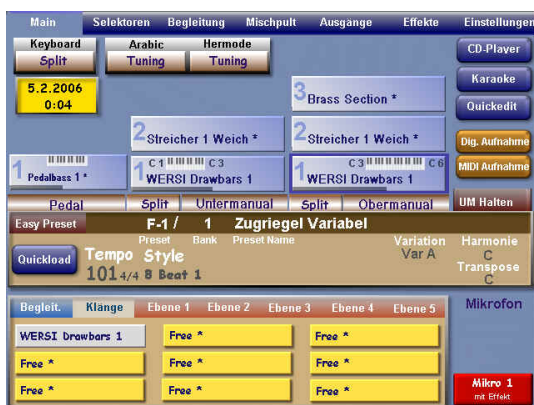 Main Selektoren Begleitung Mischpult Ausgänge Effekte Einstellungen
Keyboard Arabic Hermode CD-Player
Split Tuning Tuning
Karaoke
5.2.2006
0:04
3 Brass Section * Quickedit
2 Streicher 1 Weich * 2 Streicher 1 Weich * Dig. Aufnahme
C 1 C 3 C 3 C 6 MIDI Aufnahme
1 Pedalbass 1 * 1 WERSI Drawbars 1 1 WERSI Drawbars 1
Pedal Split Untermanual Split Obermanual UM Halten
Easy Preset F-1 / 1 Zugriegel Variabel
Preset Bank Preset Name Variation Harmonie
Quickload Tempo Style Var A C
Transpose
101 4/4 8 Beat 1 C
Begleit. Klänge Ebene 1 Ebene 2 Ebene 3 Ebene 4 Ebene 5 Mikrofon
WERSI Drawbars 1 Free * Free *
Free * Free * Free *
Free * Free * Free * Mikro 1
mit Effekt